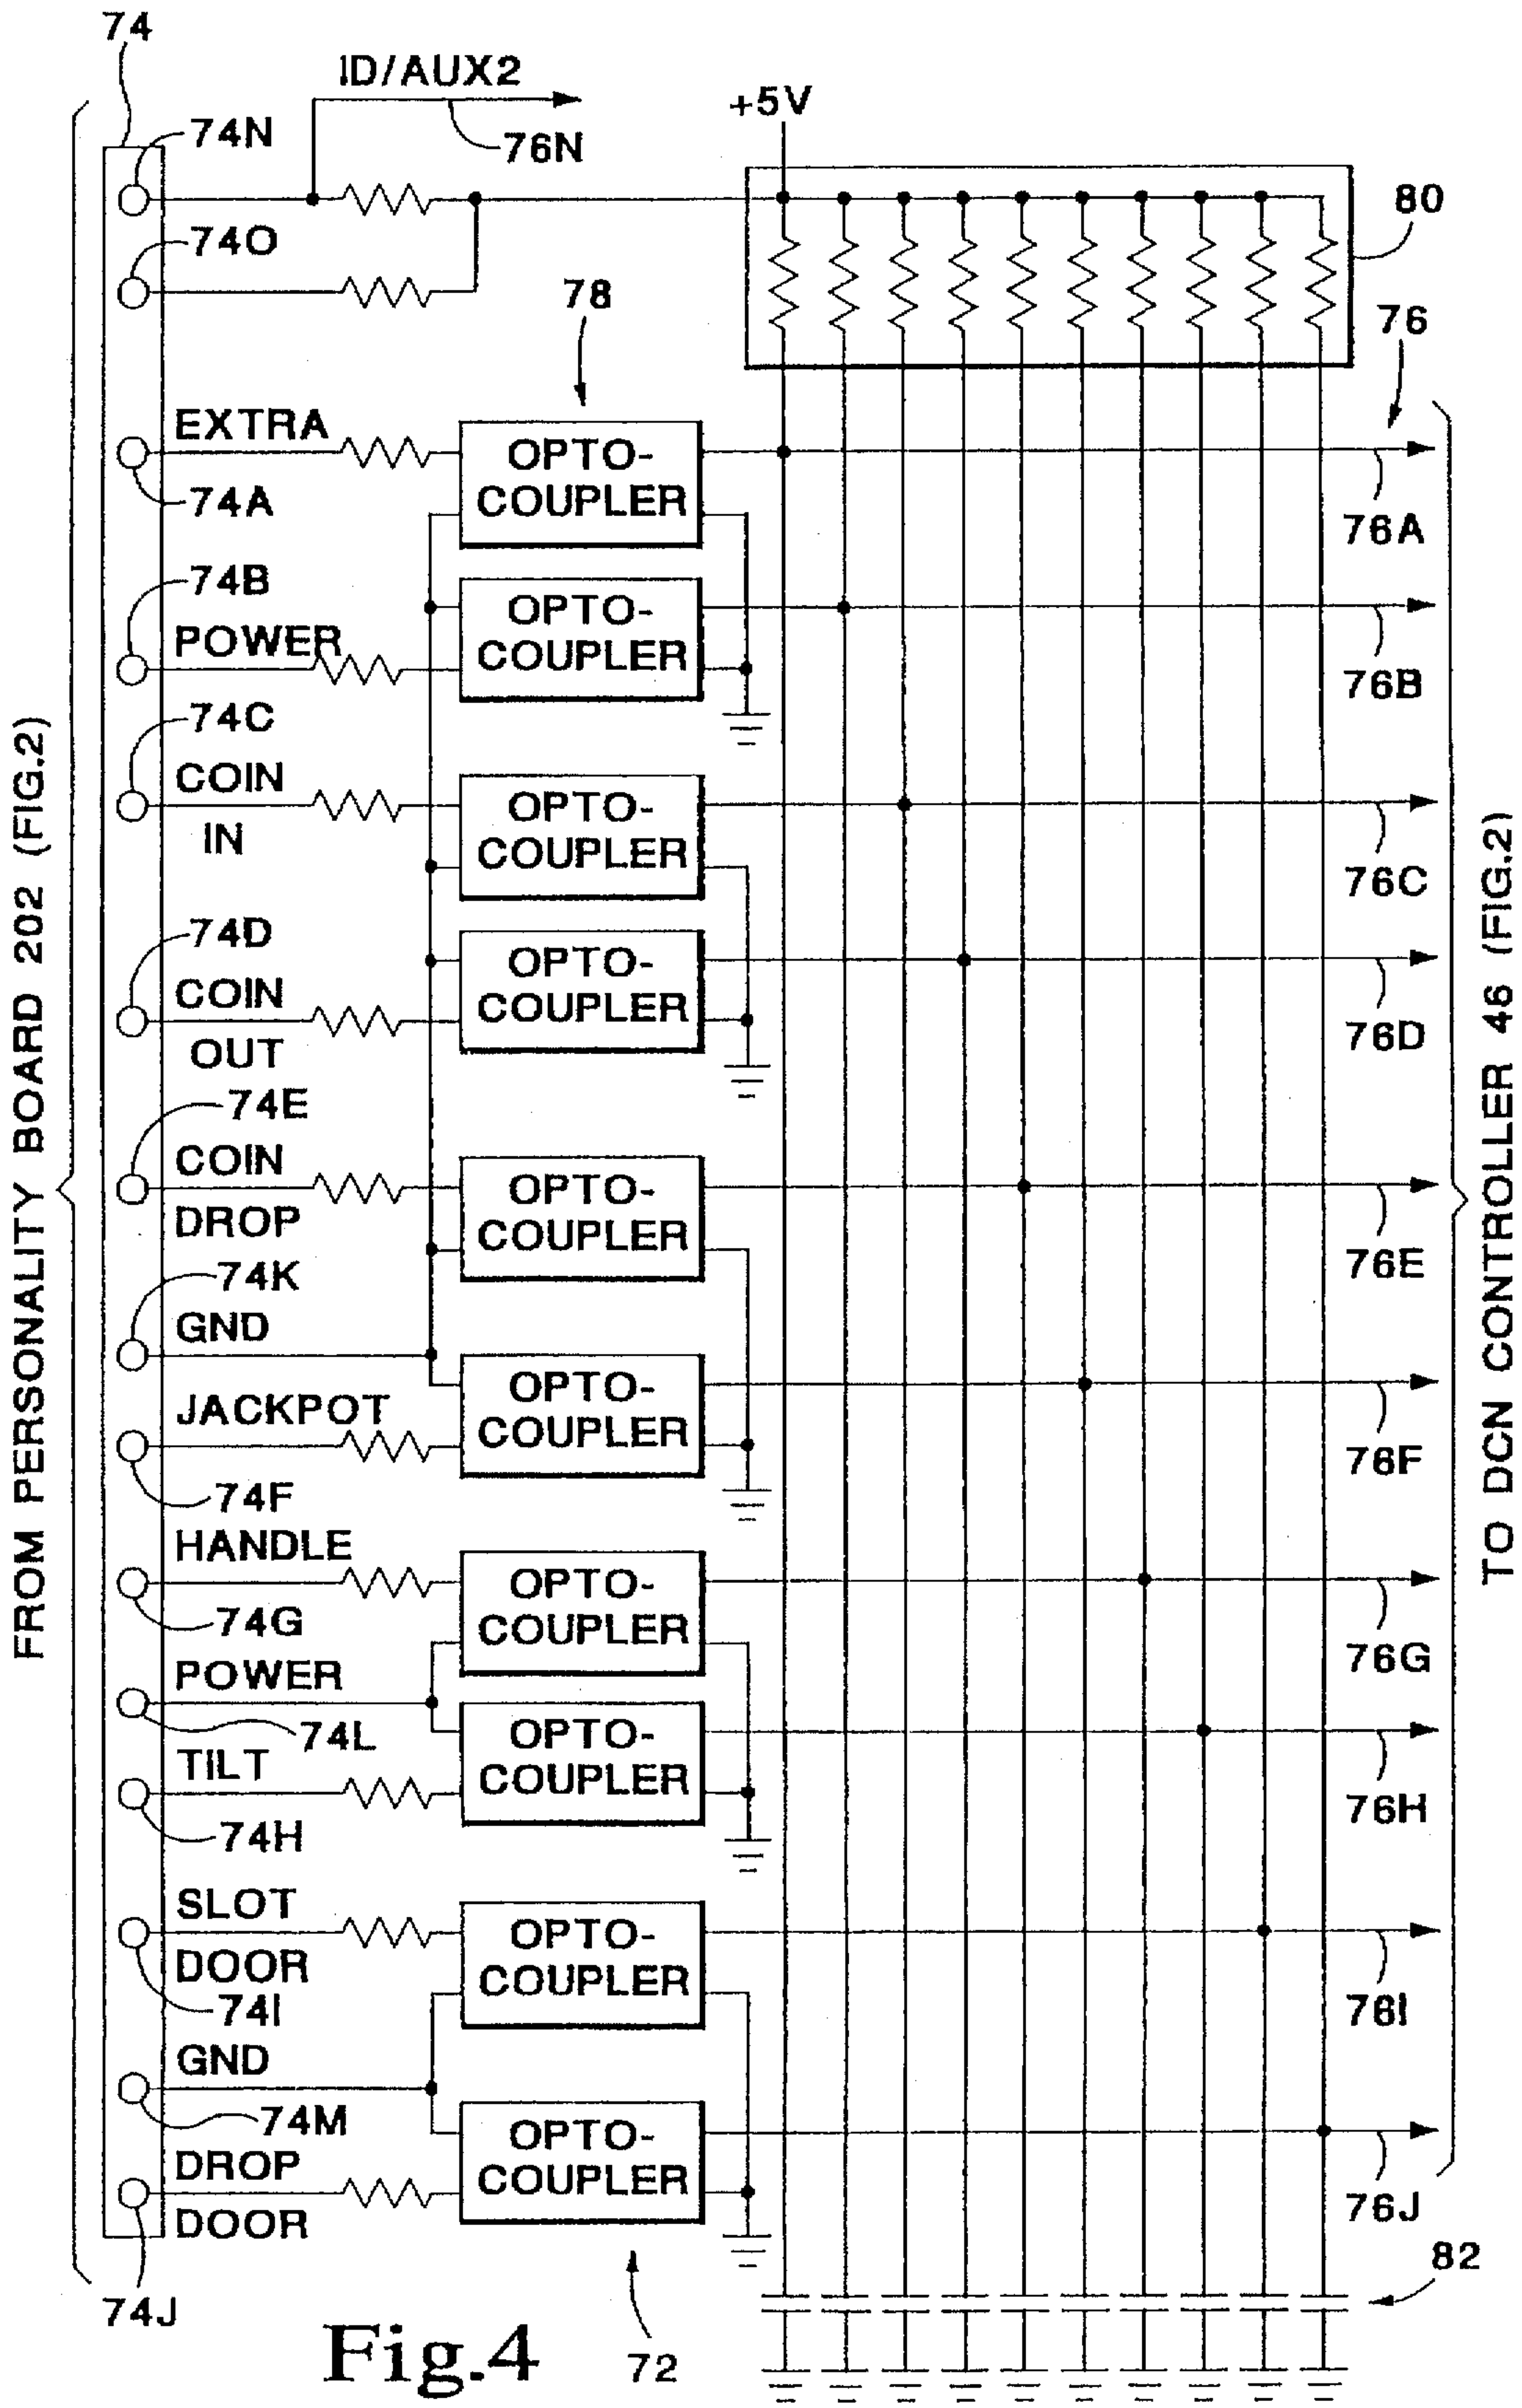 74
ID/AUX2
74N
76N
+5V
74O
80
78
76
EXTRA
OPTO-
COUPLER
74A
76A
74B
POWER
OPTO-
COUPLER
76B
74C
COIN
IN
OPTO-
COUPLER
76C
74D
COIN
OUT
OPTO-
COUPLER
76D
74E
COIN
DROP
OPTO-
COUPLER
76E
74K
GND
JACKPOT
OPTO-
COUPLER
74F
76F
HANDLE
OPTO-
COUPLER
74G
76G
POWER
74L
TILT
OPTO-
COUPLER
74H
76H
SLOT
DOOR
OPTO-
COUPLER
74I
76I
GND
74M
DROP
DOOR
OPTO-
COUPLER
76J
74J
82
72
FROM PERSONALITY BOARD 202 (FIG.2)
TO DCN CONTROLLER 46 (FIG.2)
Fig.4